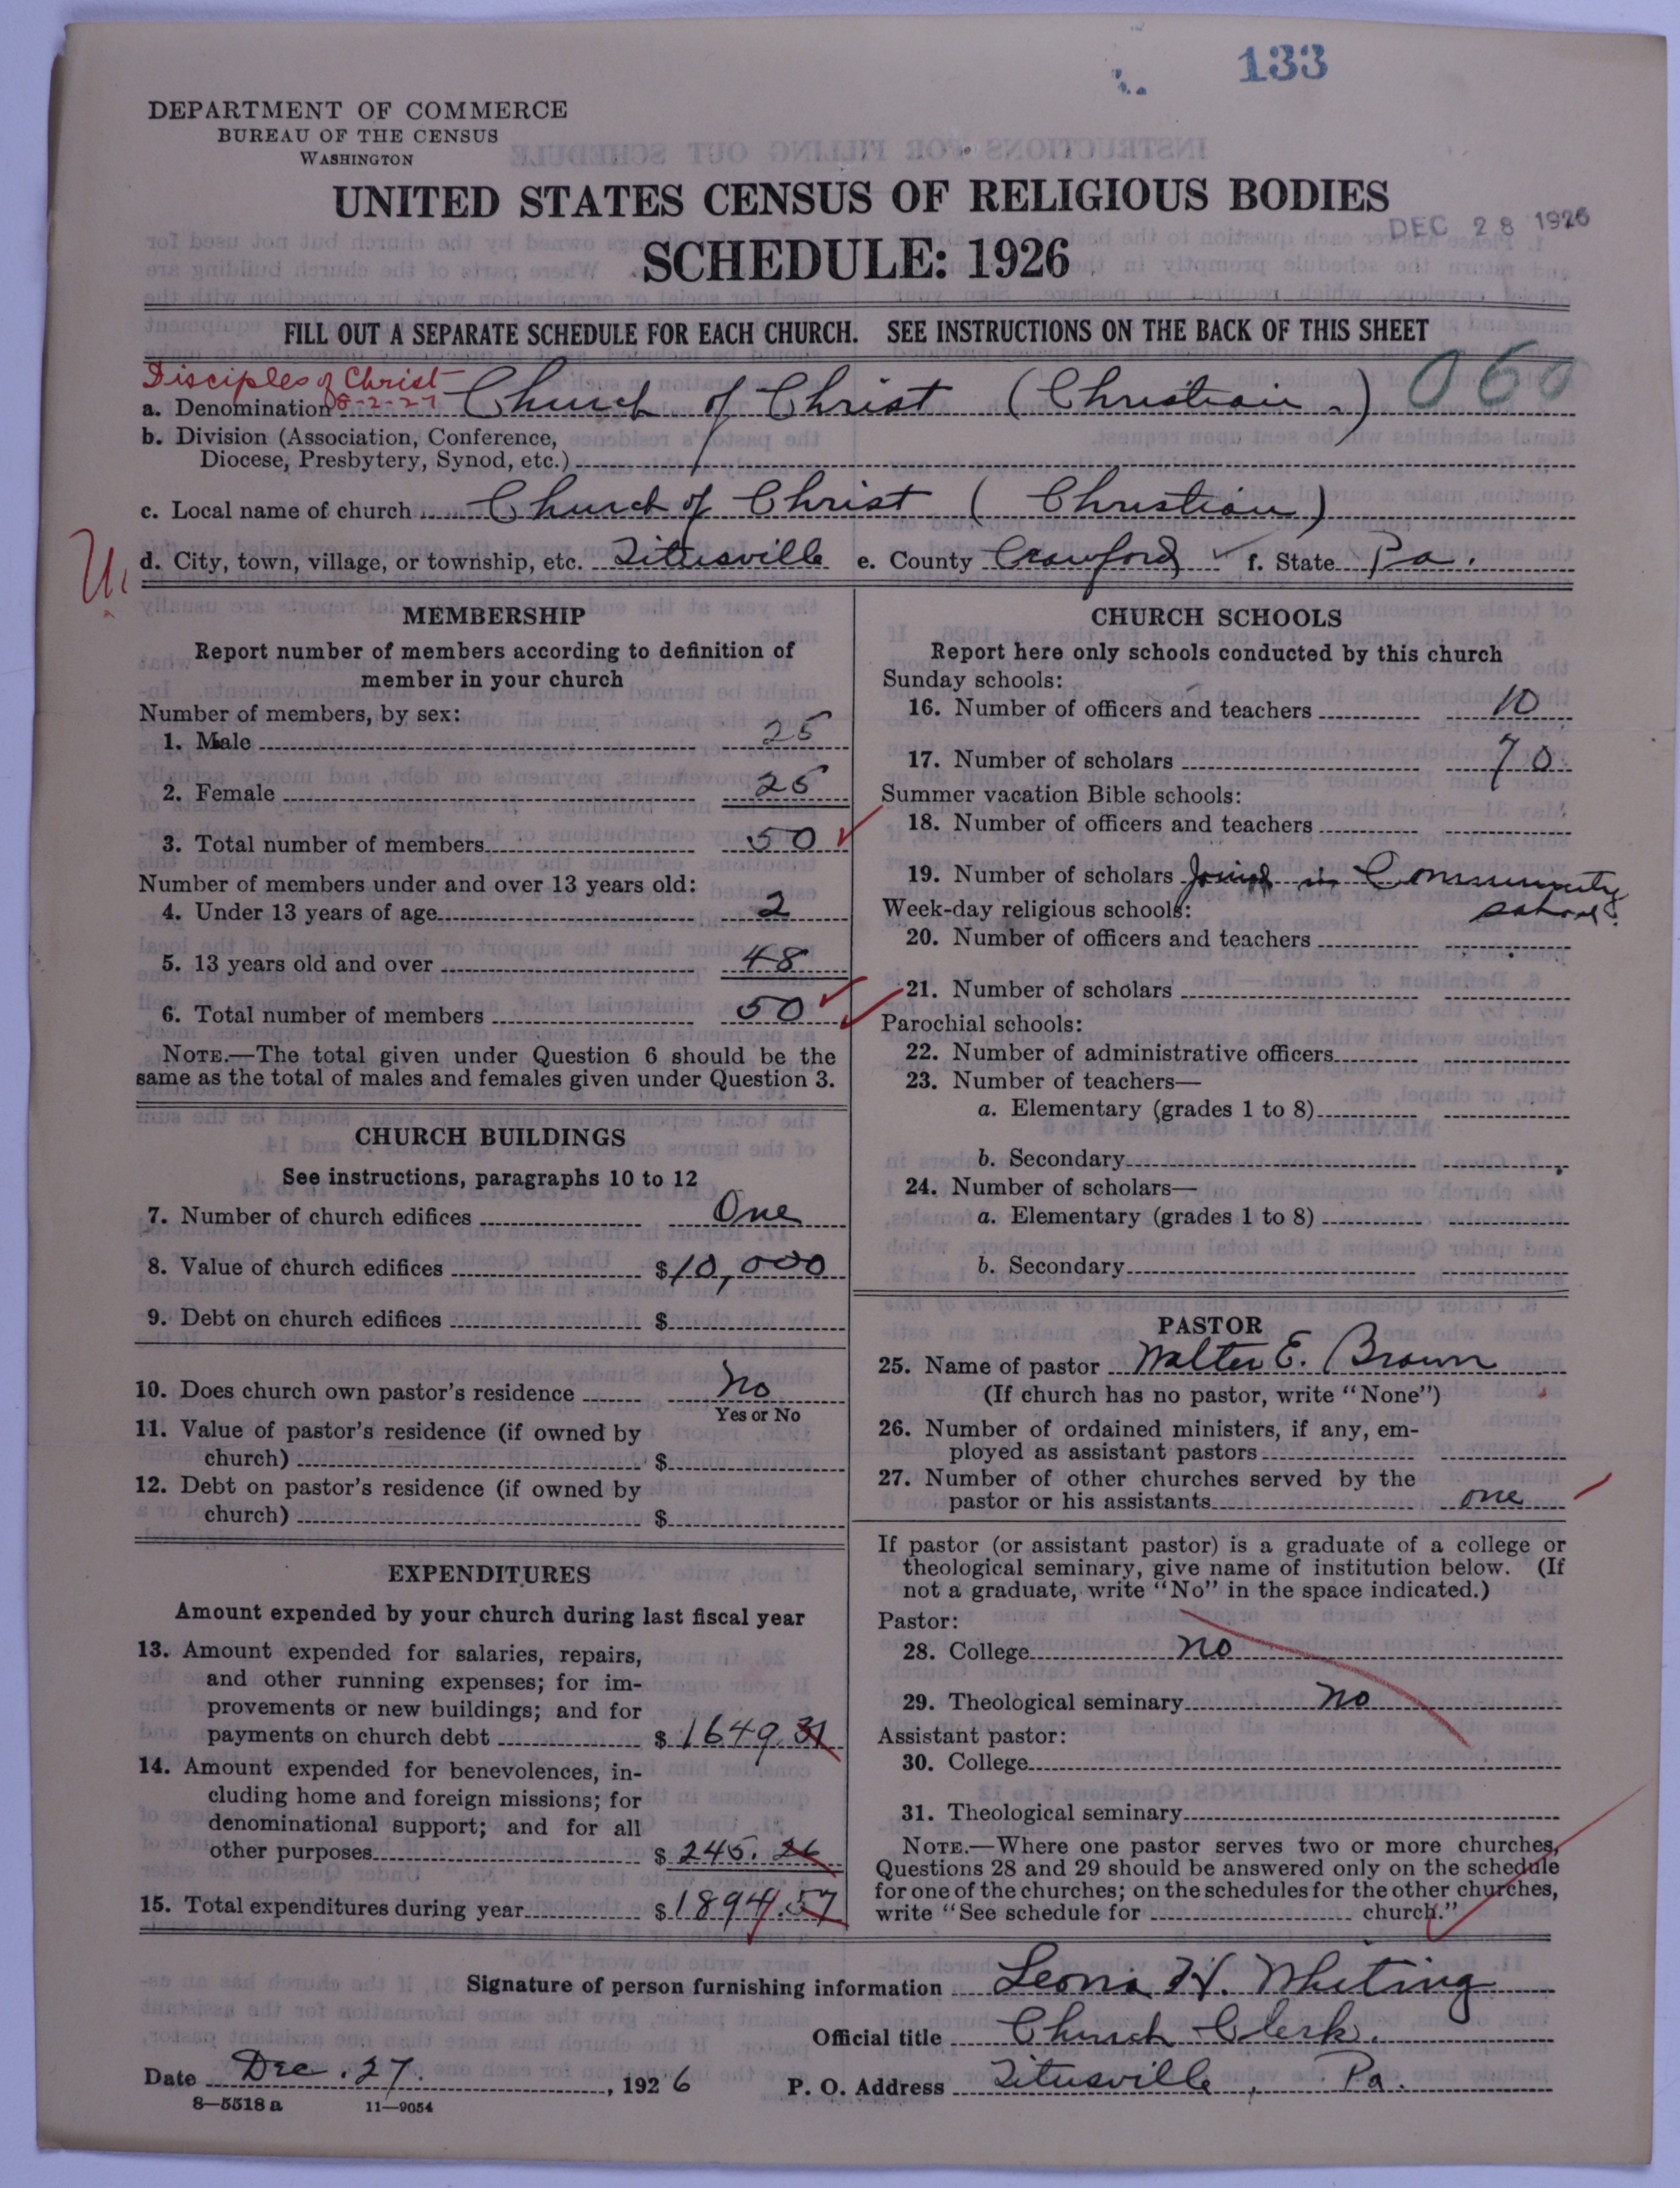 133
DEPARTMENT OF COMMERCE
BUREAU OF THE CENSUS
WASHINGTON
UNITED STATES CENSUS OF RELIGIOUS BODIES
DEC 28 1926
SCHEDULE: 1926
FILL OUT A SEPARATE SCHEDULE FOR EACH CHURCH. SEE INSTRUCTIONS ON THE BACK OF THIS SHEET
Disciples of Christ
a. Denomination 8-2-27 Church of Christ (Christian) 060
b. Division (Association, Conference,
Diocese, Presbytery, Synod, etc.)
c. Local name of church Church of Christ (Christian)
d. City, town, village, or township, etc. Titusville e. County Crawford f. State Pa.
MEMBERSHIP
Report number of members according to definition of
member in your church
Number of members, by sex:
1. Male 25
2. Female 25
3. Total number of members 50
Number of members under and over 13 years old:
4. Under 13 years of age 2
5. 13 years old and over 48
6. Total number of members 50
NOTE.—The total given under Question 6 should be the
same as the total of males and females given under Question 3.
CHURCH BUILDINGS
See instructions, paragraphs 10 to 12
7. Number of church edifices One
8. Value of church edifices $10,000
9. Debt on church edifices $
10. Does church own pastor's residence No
Yes or No
11. Value of pastor's residence (if owned by
church) $
12. Debt on pastor's residence (if owned by
church) $
EXPENDITURES
Amount expended by your church during last fiscal year
13. Amount expended for salaries, repairs,
and other running expenses; for im-
provements or new buildings; and for
payments on church debt $ 1649.31
14. Amount expended for benevolences, in-
cluding home and foreign missions; for
denominational support; and for all
other purposes $ 245.26
15. Total expenditures during year $1894.57
CHURCH SCHOOLS
Report here only schools conducted by this church
Sunday schools:
16. Number of officers and teachers 10
17. Number of scholars 70
Summer vacation Bible schools:
18. Number of officers and teachers
19. Number of scholars Joined in Community
school.
Week-day religious schools:
20. Number of officers and teachers
21. Number of scholars
Parochial schools:
22. Number of administrative officers
23. Number of teachers—
a. Elementary (grades 1 to 8)
b. Secondary
24. Number of scholars—
a. Elementary (grades 1 to 8)
b. Secondary
PASTOR
25. Name of pastor Walter E. Brown
(If church has no pastor, write "None")
26. Number of ordained ministers, if any, em-
ployed as assistant pastors
27. Number of other churches served by the
pastor or his assistants one
If pastor (or assistant pastor) is a graduate of a college or
theological seminary, give name of institution below. (If
not a graduate, write "No" in the space indicated.)
Pastor:
28. College no
29. Theological seminary no
Assistant pastor:
30. College
31. Theological seminary
NOTE.—Where one pastor serves two or more churches,
Questions 28 and 29 should be answered only on the schedule
for one of the churches; on the schedules for the other churches,
write "See schedule for church."
Signature of person furnishing information Leona H. Whiting
Official title Church Clerk.
Date Dec. 27. , 1926 P. O. Address Titusville, Pa.
8—5518 a 11—9054